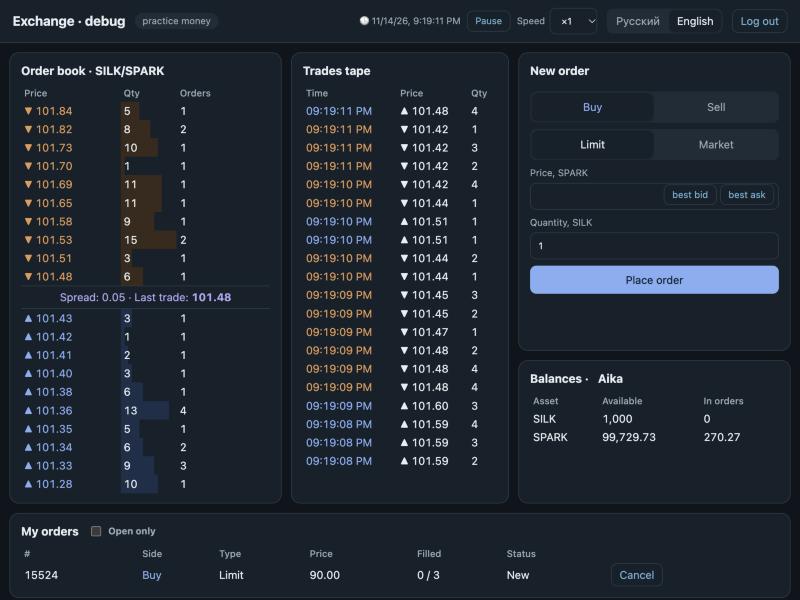 Exchange · debug practice money 11/14/26, 9:19:11 PM Pause Speed ×1 Русский English Log out
Order book · SILK/SPARK
Price Qty Orders
▼ 101.84 5 1
▼ 101.82 8 2
▼ 101.73 10 1
▼ 101.70 1 1
▼ 101.69 11 1
▼ 101.65 11 1
▼ 101.58 9 1
▼ 101.53 15 2
▼ 101.51 3 1
▼ 101.48 6 1
Spread: 0.05 · Last trade: 101.48
▲ 101.43 3 1
▲ 101.42 1 1
▲ 101.41 2 1
▲ 101.40 3 1
▲ 101.38 6 1
▲ 101.36 13 4
▲ 101.35 5 1
▲ 101.34 6 2
▲ 101.33 9 3
▲ 101.28 10 1
Trades tape
Time Price Qty
09:19:11 PM ▲ 101.48 4
09:19:11 PM ▼ 101.42 1
09:19:11 PM ▼ 101.42 3
09:19:11 PM ▼ 101.42 2
09:19:10 PM ▼ 101.42 4
09:19:10 PM ▼ 101.44 1
09:19:10 PM ▲ 101.51 1
09:19:10 PM ▲ 101.51 1
09:19:10 PM ▼ 101.44 2
09:19:10 PM ▼ 101.44 1
09:19:09 PM ▼ 101.45 3
09:19:09 PM ▼ 101.45 2
09:19:09 PM ▼ 101.47 1
09:19:09 PM ▼ 101.48 2
09:19:09 PM ▼ 101.48 4
09:19:09 PM ▼ 101.48 4
09:19:09 PM ▲ 101.60 3
09:19:08 PM ▲ 101.59 4
09:19:08 PM ▲ 101.59 3
09:19:08 PM ▲ 101.59 2
New order
Buy Sell
Limit Market
Price, SPARK
best bid best ask
Quantity, SILK
1
Place order
Balances · Aika
Asset Available In orders
SILK 1,000 0
SPARK 99,729.73 270.27
My orders Open only
# Side Type Price Filled Status
15524 Buy Limit 90.00 0 / 3 New Cancel